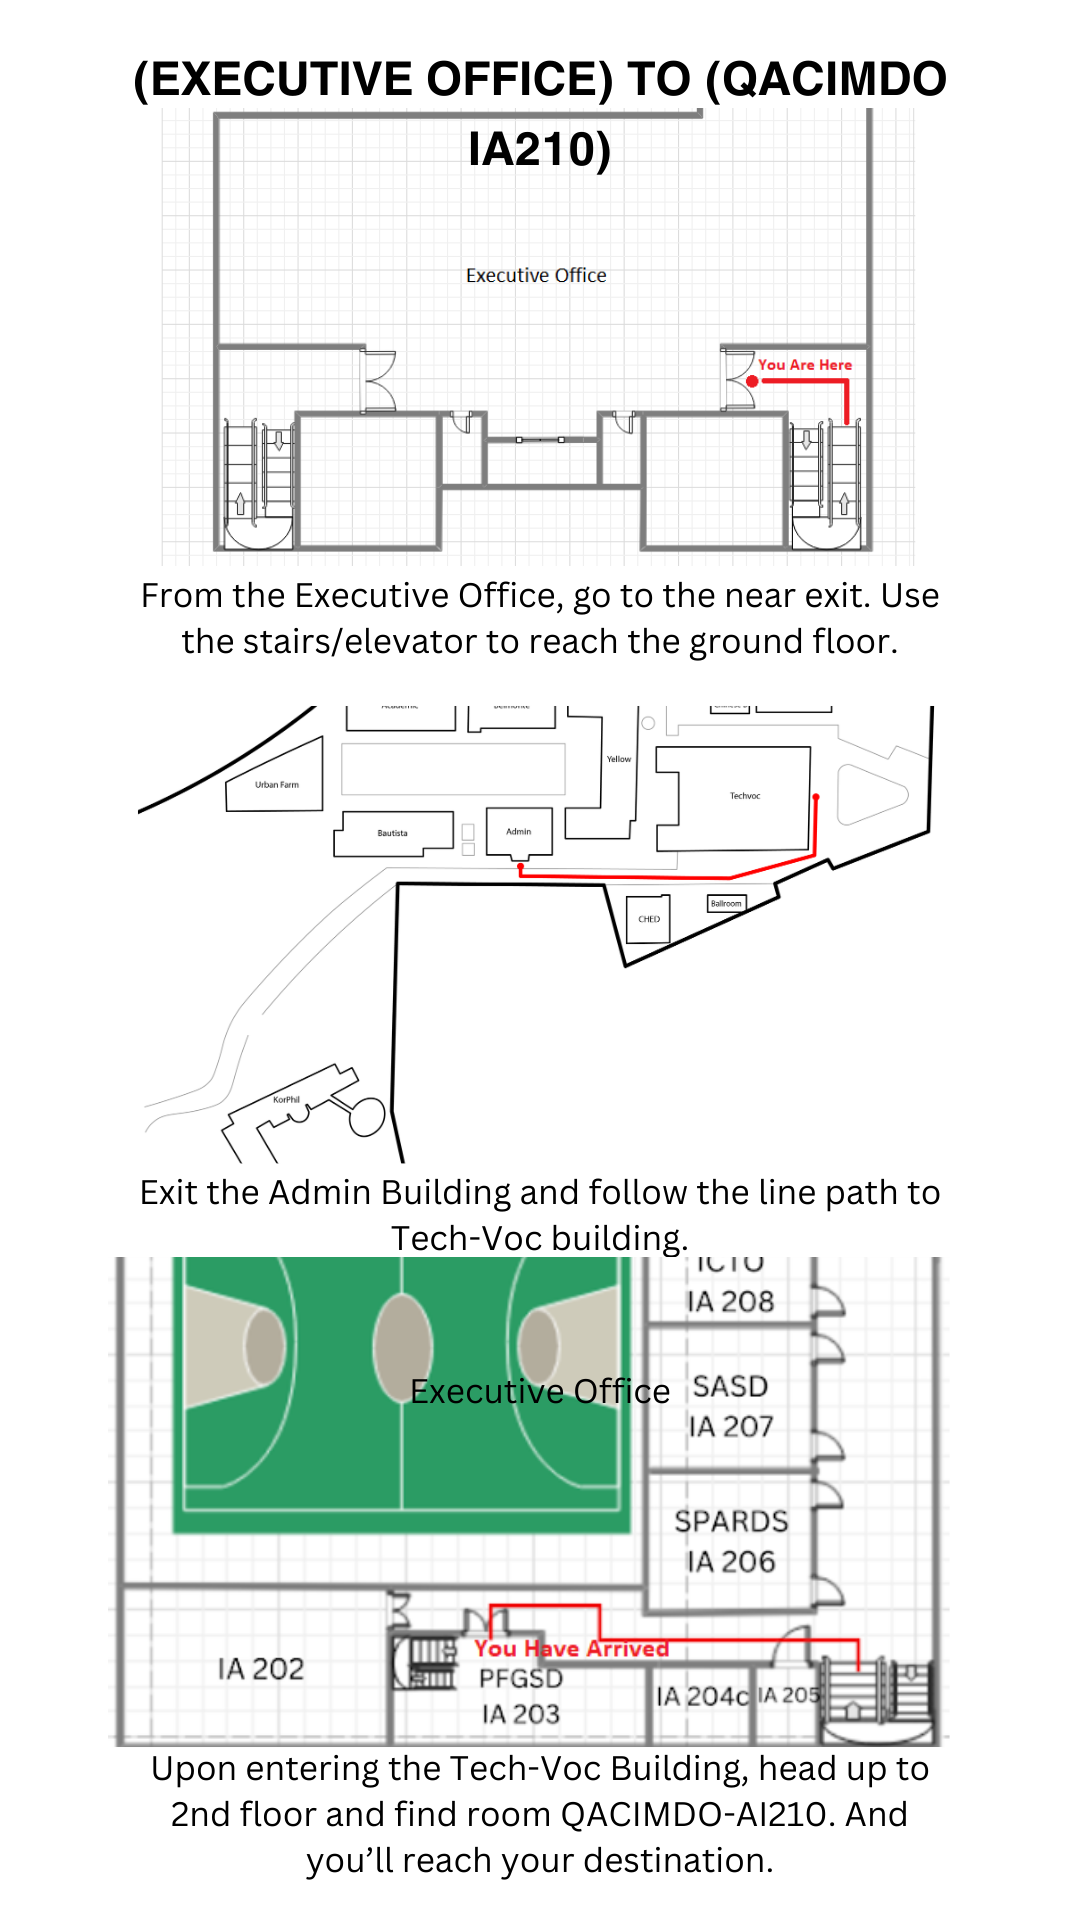 (EXECUTIVE OFFICE) TO (QACIMDO
IA210)
Executive Office
You Are Here
From the Executive Office, go to the near exit. Use
the stairs/elevator to reach the ground floor.
Academic
Belmonte
Yellow
Urban Farm
Techvoc
Bautista
Admin
CHED
Ballroom
KorPhil
Exit the Admin Building and follow the line path to
Tech-Voc building.
ICTO
IA 208
Executive Office
SASD
IA 207
SPARDS
IA 206
You Have Arrived
IA 202
PFGSD
IA 203
IA 204c
IA 205
Upon entering the Tech-Voc Building, head up to
2nd floor and find room QACIMDO-AI210. And
you’ll reach your destination.